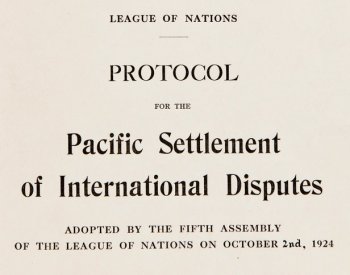 LEAGUE OF NATIONS
PROTOCOL
FOR THE
Pacific Settlement
of International Disputes
ADOPTED BY THE FIFTH ASSEMBLY
OF THE LEAGUE OF NATIONS ON OCTOBER 2nd, 1924